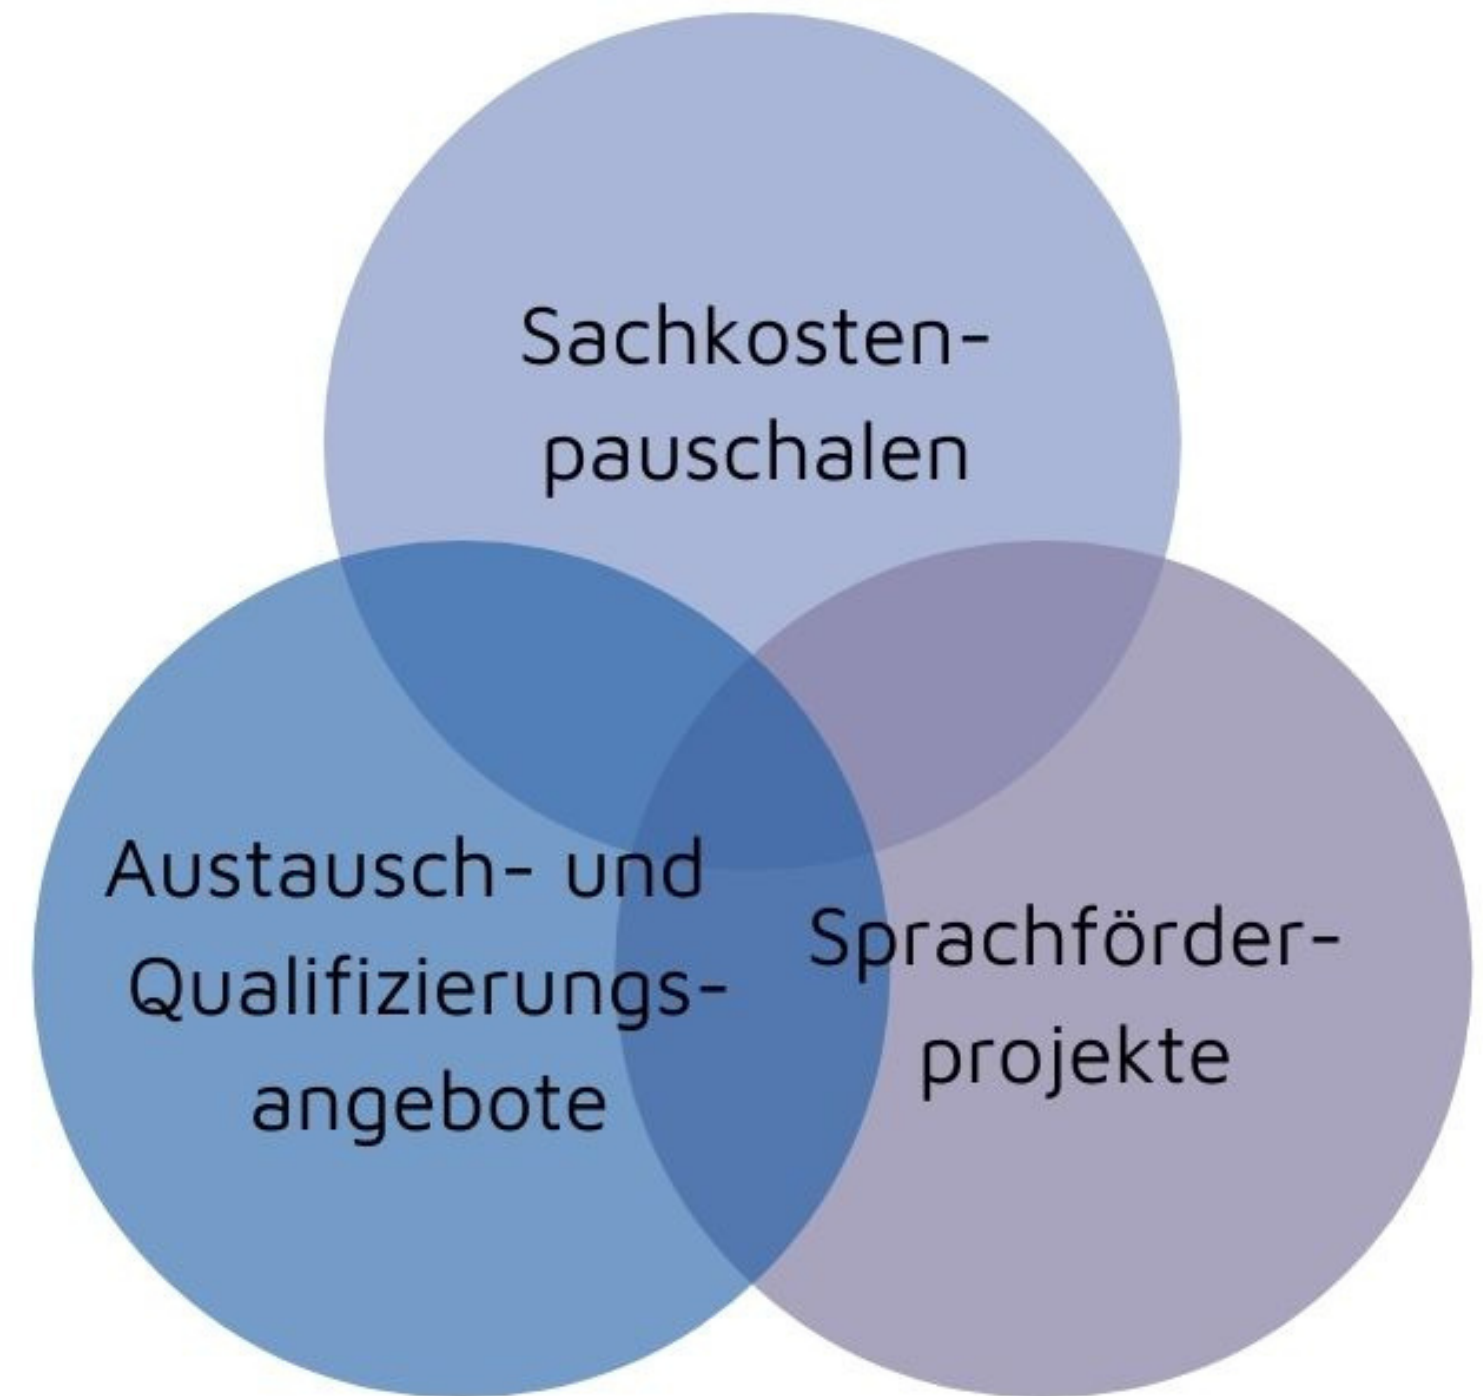 Sachkosten-
pauschalen
Austausch- und
Qualifizierungs-
angebote
Sprachförder-
projekte